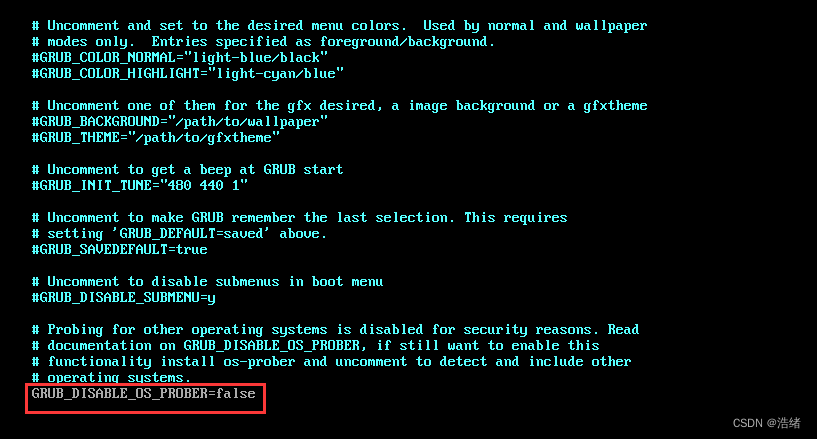 # Uncomment and set to the desired menu colors.  Used by normal and wallpaper
# modes only.  Entries specified as foreground/background.
#GRUB_COLOR_NORMAL="light-blue/black"
#GRUB_COLOR_HIGHLIGHT="light-cyan/blue"
# Uncomment one of them for the gfx desired, a image background or a gfxtheme
#GRUB_BACKGROUND="/path/to/wallpaper"
#GRUB_THEME="/path/to/gfxtheme"
# Uncomment to get a beep at GRUB start
#GRUB_INIT_TUNE="480 440 1"
# Uncomment to make GRUB remember the last selection. This requires
# setting 'GRUB_DEFAULT=saved' above.
#GRUB_SAVEDEFAULT=true
# Uncomment to disable submenus in boot menu
#GRUB_DISABLE_SUBMENU=y
# Probing for other operating systems is disabled for security reasons. Read
# documentation on GRUB_DISABLE_OS_PROBER, if still want to enable this
# functionality install os-prober and uncomment to detect and include other
# operating systems.
GRUB_DISABLE_OS_PROBER=false
CSDN @浩绪